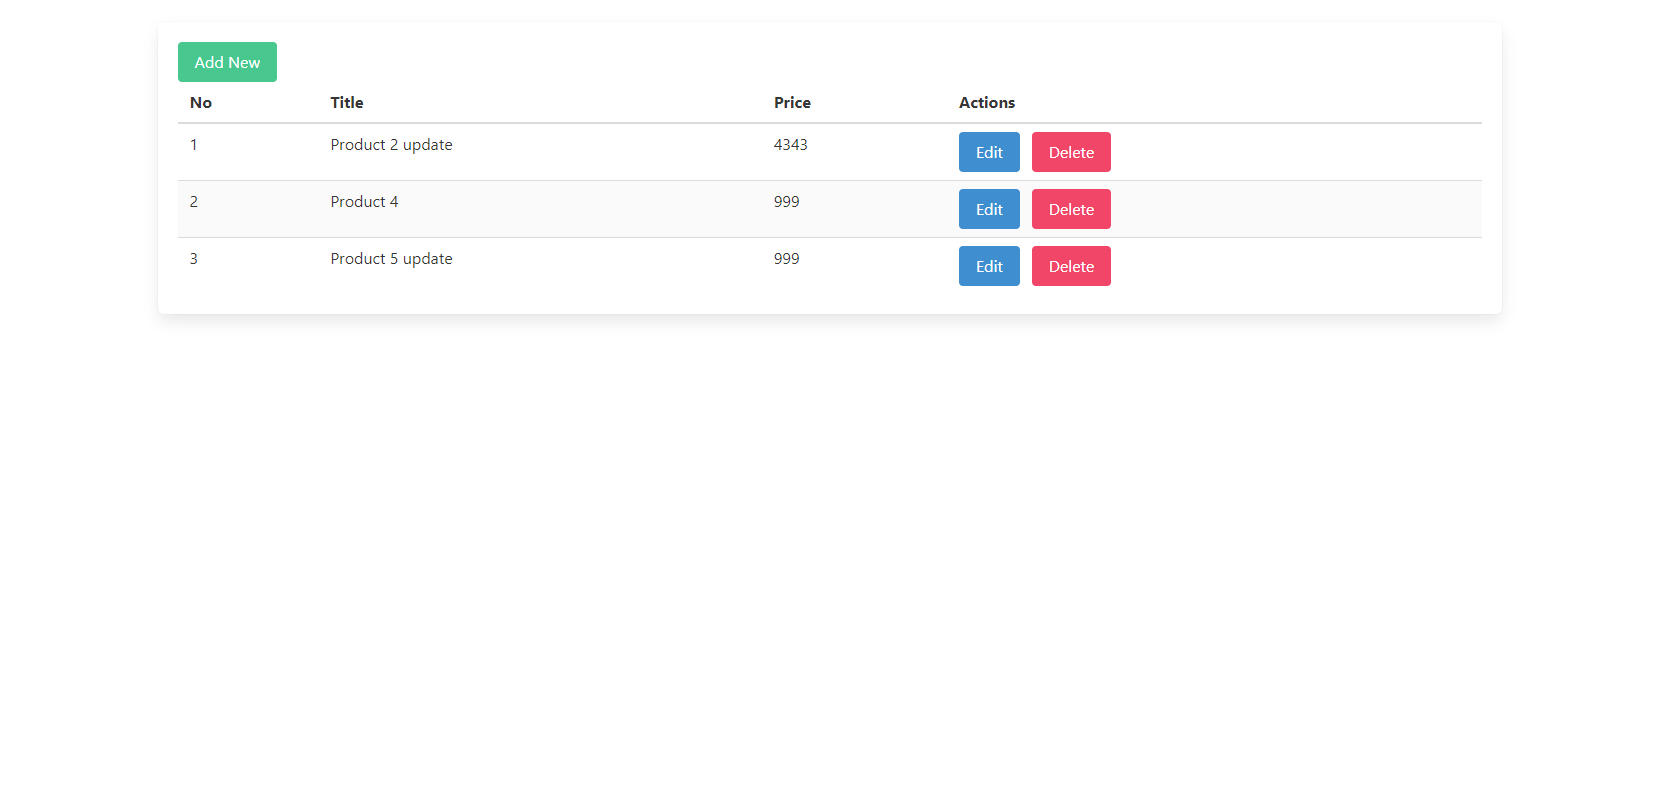 Add New
No Title Price Actions
1 Product 2 update 4343 Edit Delete
2 Product 4 999 Edit Delete
3 Product 5 update 999 Edit Delete